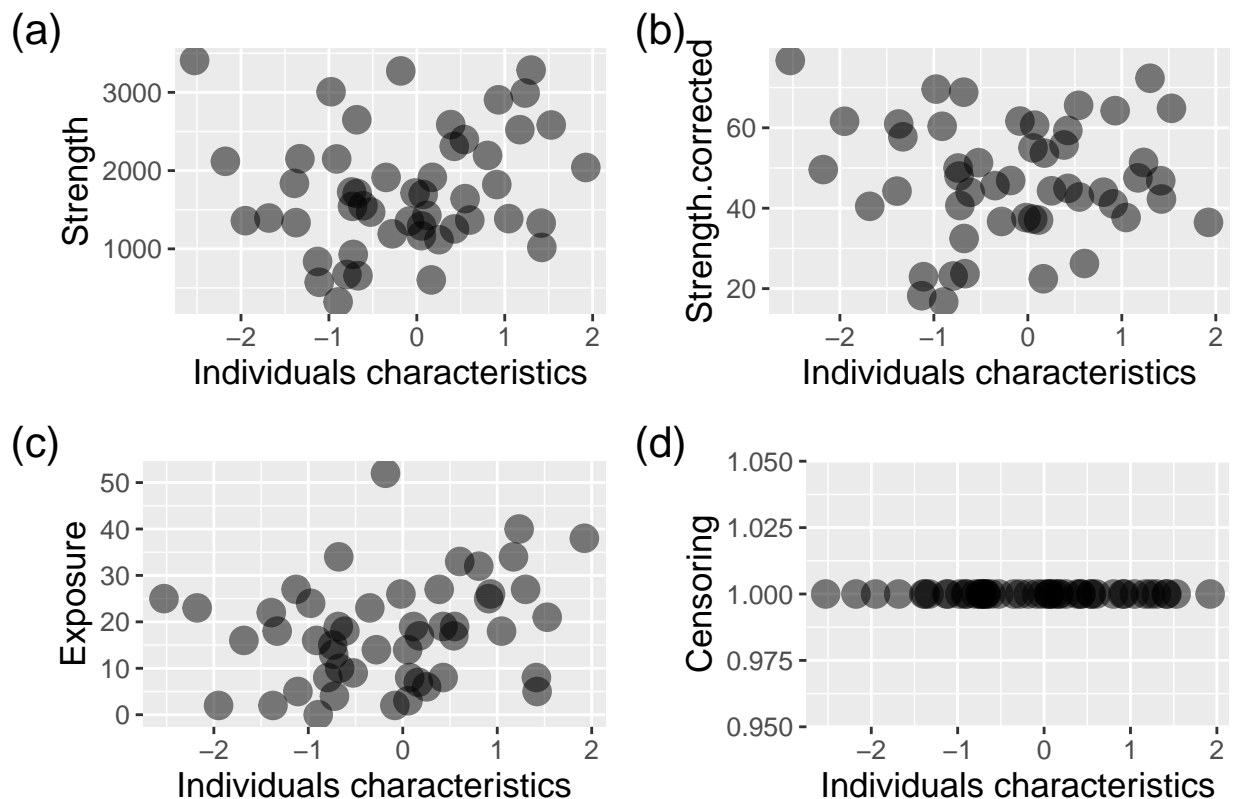 (a)
Strength
3000
2000
1000
−2 −1 0 1 2
Individuals characteristics
(b)
Strength.corrected
60
40
20
−2 −1 0 1 2
Individuals characteristics
(c)
Exposure
50
40
30
20
10
0
−2 −1 0 1 2
Individuals characteristics
(d)
Censoring
1.050
1.025
1.000
0.975
0.950
−2 −1 0 1 2
Individuals characteristics